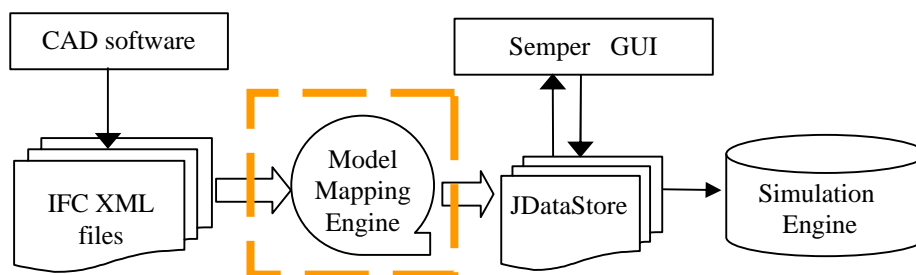 CAD software
Semper GUI
IFC XML
files
Model
Mapping
Engine
JDataStore
Simulation
Engine